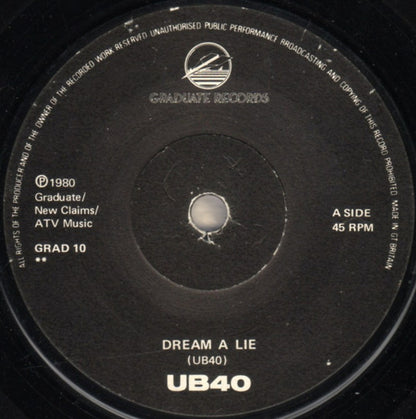 ALL RIGHTS OF THE PRODUCER AND OF THE OWNER OF THE RECORDED WORK RESERVED UNAUTHORISED PUBLIC PERFORMANCE BROADCASTING AND COPYING OF THIS RECORD PROHIBITED. MADE IN GT BRITAIN
GRADUATE RECORDS
Ⓟ1980
Graduate/
New Claims/
ATV Music
GRAD 10
**
A SIDE
45 RPM
DREAM A LIE
(UB40)
UB40